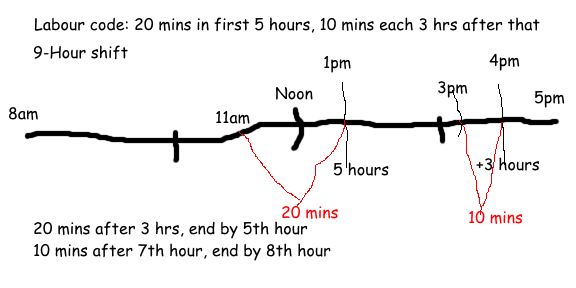 Labour code: 20 mins in first 5 hours, 10 mins each 3 hrs after that
9-Hour shift
1pm
4pm
Noon
3pm
5pm
8am
11am
5 hours
+3 hours
20 mins
10 mins
20 mins after 3 hrs, end by 5th hour
10 mins after 7th hour, end by 8th hour